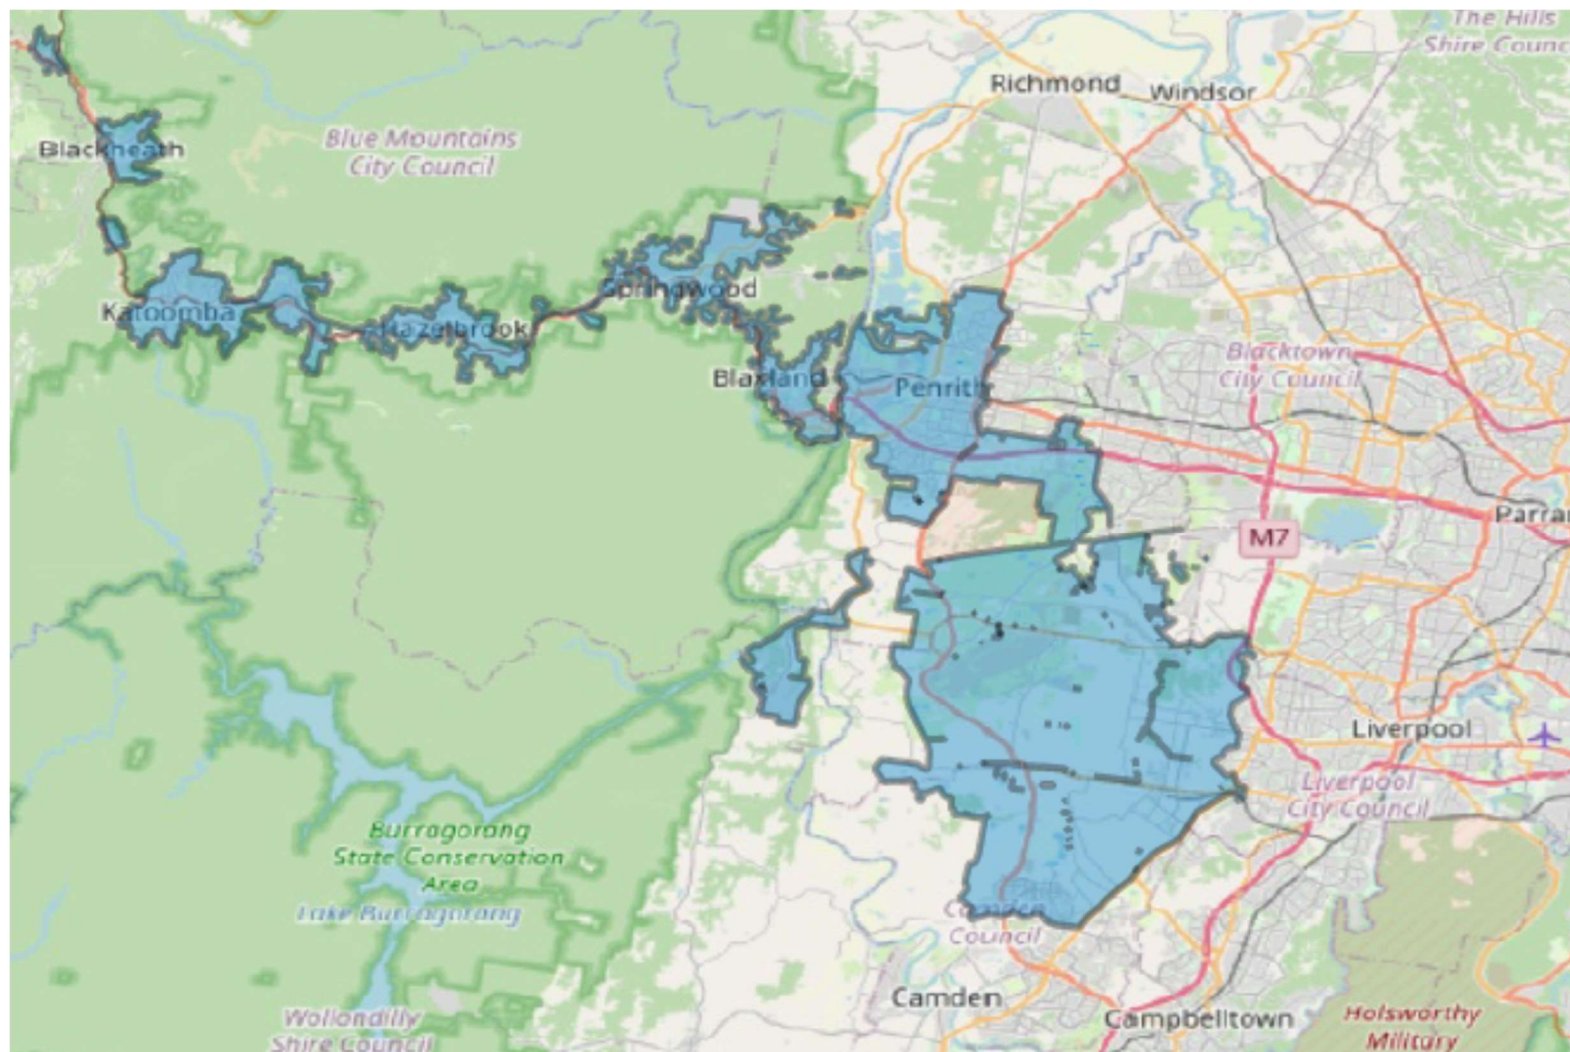 The Hills
Shire Counc
Richmond
Windsor
Blue Mountains
City Council
Blackheath
Springwood
Katoomba
Hazelbrook
Blacktown
City Council
Blaxland
Penrith
Parra
M7
Liverpool
Liverpool
City Council
Burragorang
State Conservation
Area
Lake Burragorang
Camden
Council
Camden
Campbelltown
Holsworthy
Military
Wollondilly
Shire Council